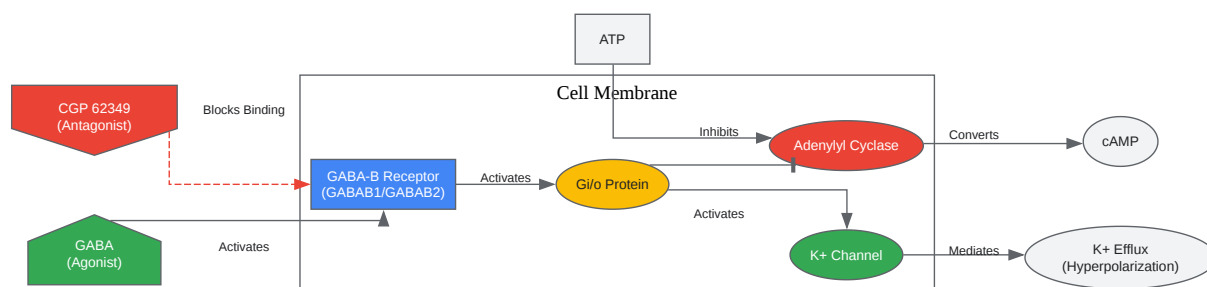 ATP
Cell Membrane
CGP 62349
(Antagonist)
Blocks Binding
Inhibits
Adenylyl Cyclase
Converts
cAMP
GABA-B Receptor
(GABAB1/GABAB2)
Activates
Gi/o Protein
Activates
GABA
(Agonist)
Activates
K+ Channel
Mediates
K+ Efflux
(Hyperpolarization)